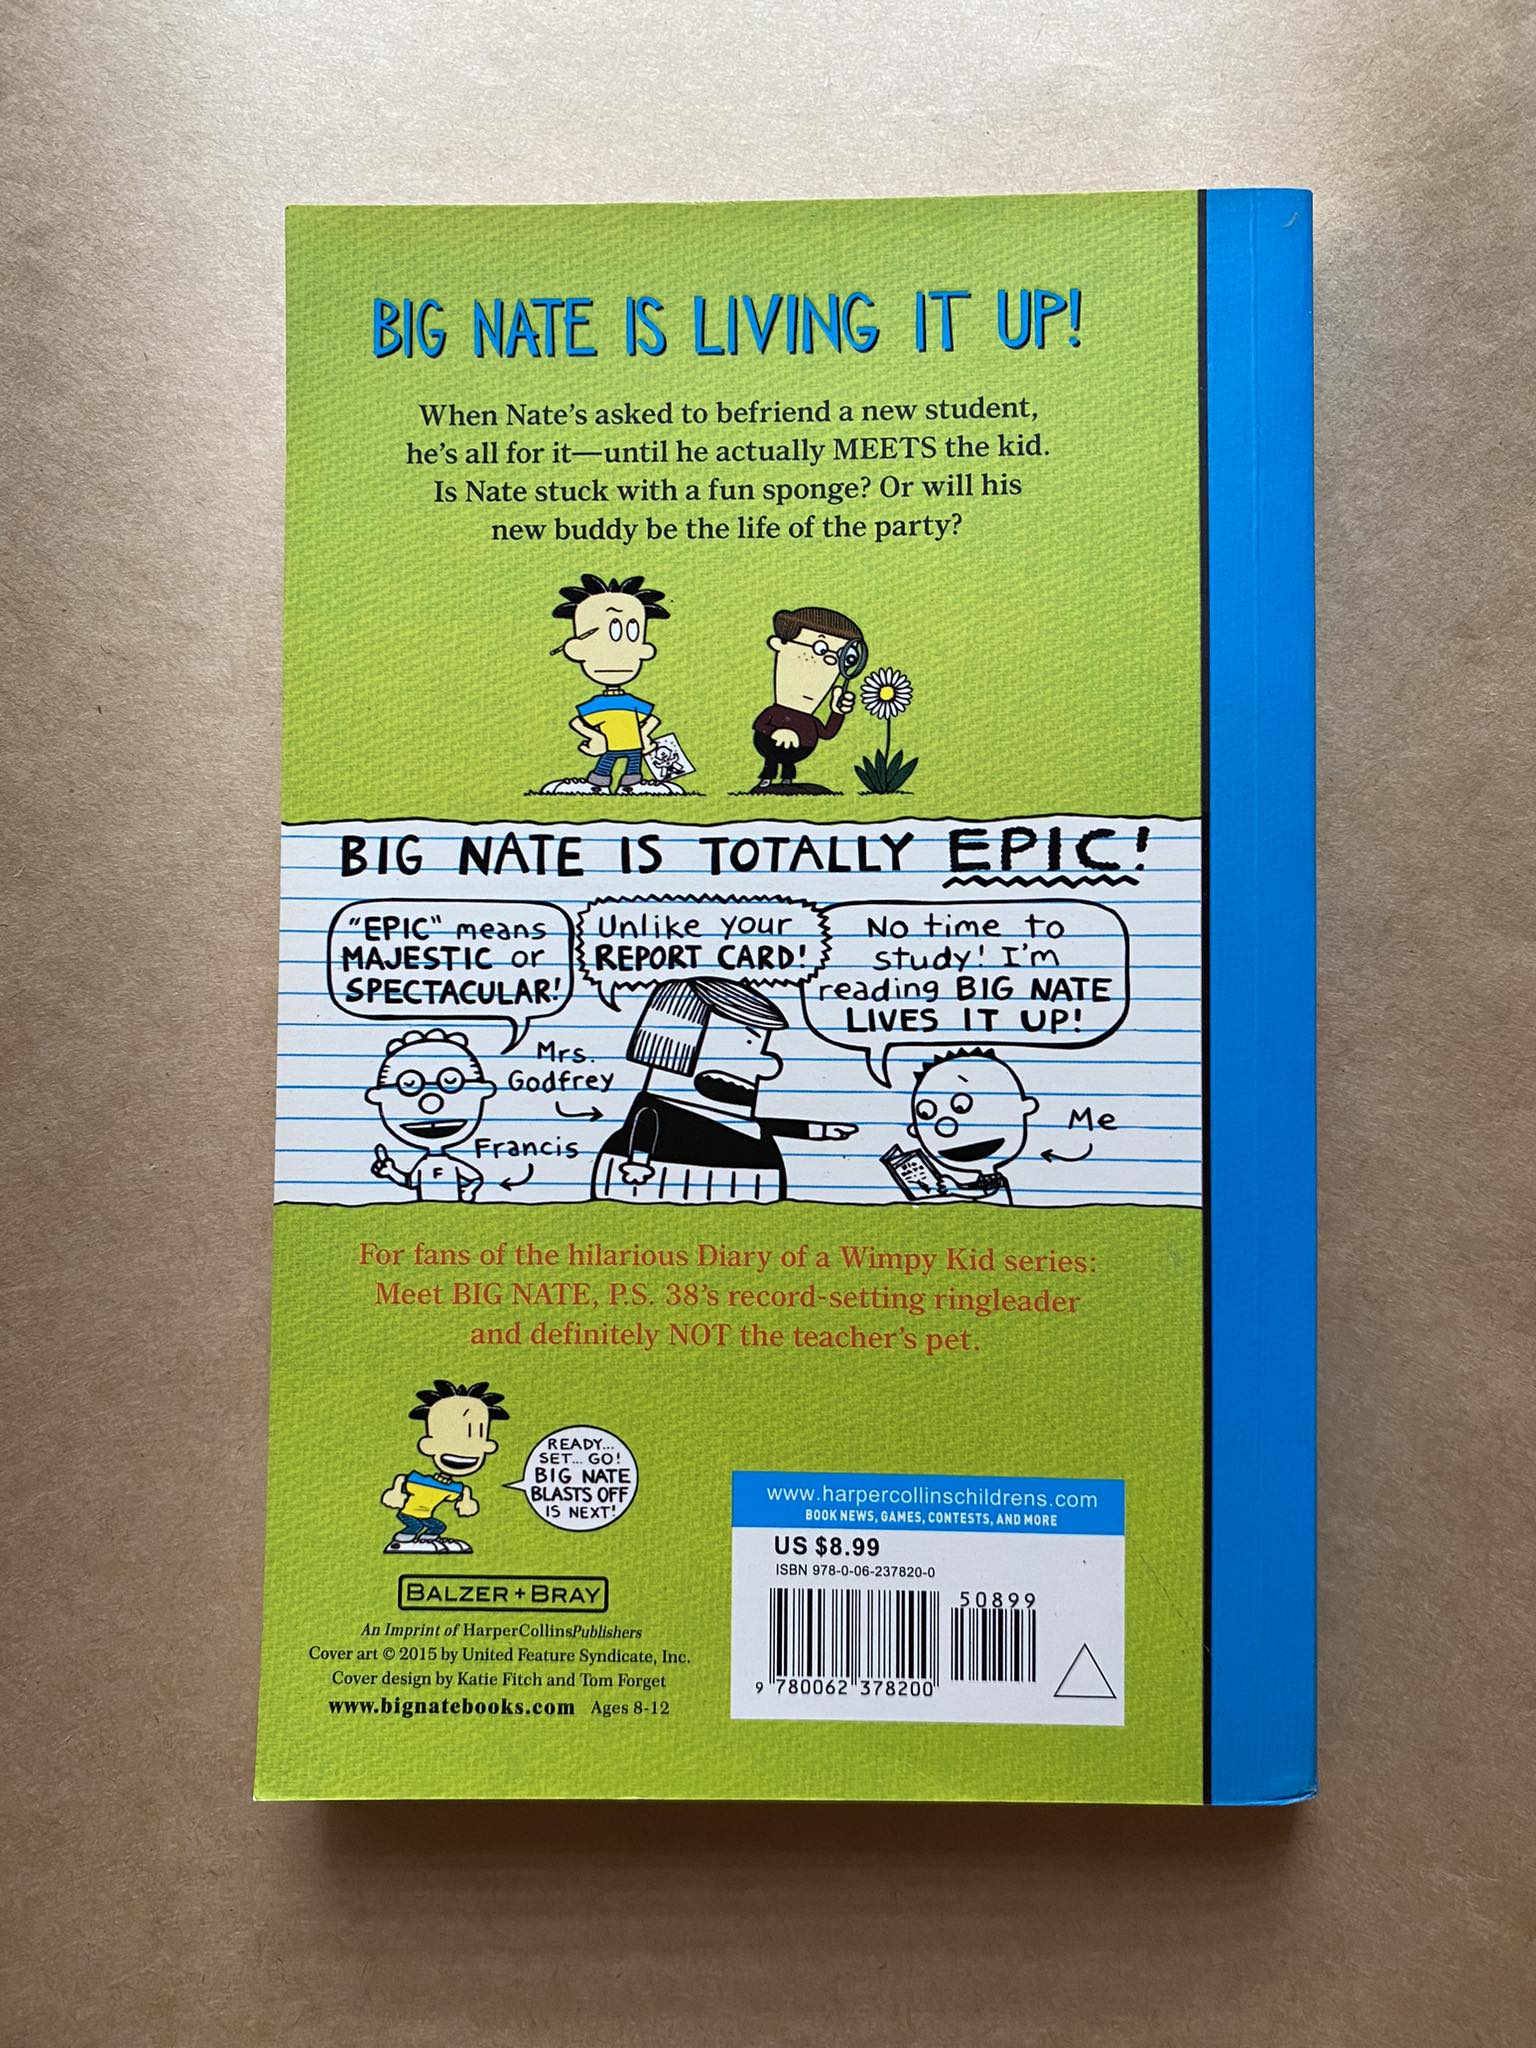 BIG NATE IS LIVING IT UP!
When Nate's asked to befriend a new student,
he's all for it—until he actually MEETS the kid.
Is Nate stuck with a fun sponge? Or will his
new buddy be the life of the party?
BIG NATE IS TOTALLY EPIC!
"EPIC" means
MAJESTIC or
SPECTACULAR!
Unlike your
REPORT CARD!
No time to
study! I'm
reading BIG NATE
LIVES IT UP!
Mrs.
Godfrey
Francis
F
Me
For fans of the hilarious Diary of a Wimpy Kid series:
Meet BIG NATE, P.S. 38's record-setting ringleader
and definitely NOT the teacher's pet.
READY...
SET... GO!
BIG NATE
BLASTS OFF
IS NEXT!
BALZER + BRAY
An Imprint of HarperCollinsPublishers
Cover art © 2015 by United Feature Syndicate, Inc.
Cover design by Katie Fitch and Tom Forget
www.bignatebooks.com Ages 8-12
www.harpercollinschildrens.com
BOOK NEWS, GAMES, CONTESTS, AND MORE
US $8.99
ISBN 978-0-06-237820-0
50899
9 780062 378200